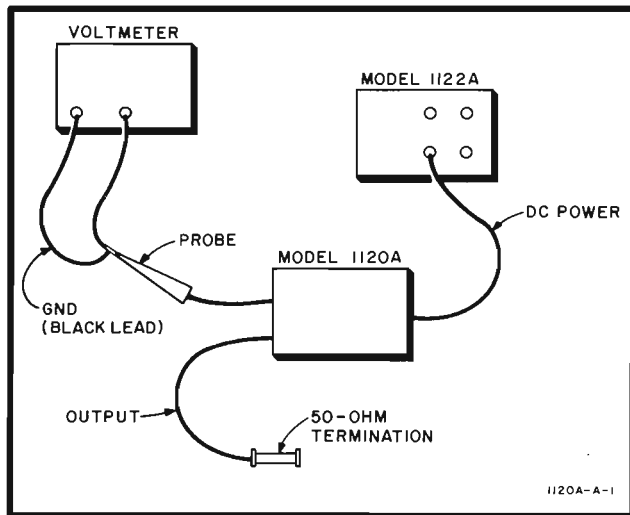 VOLTMETER
MODEL 1122A
DC POWER
PROBE
MODEL 1120A
GND
(BLACK LEAD)
OUTPUT
50-OHM
TERMINATION
1120A-A-1